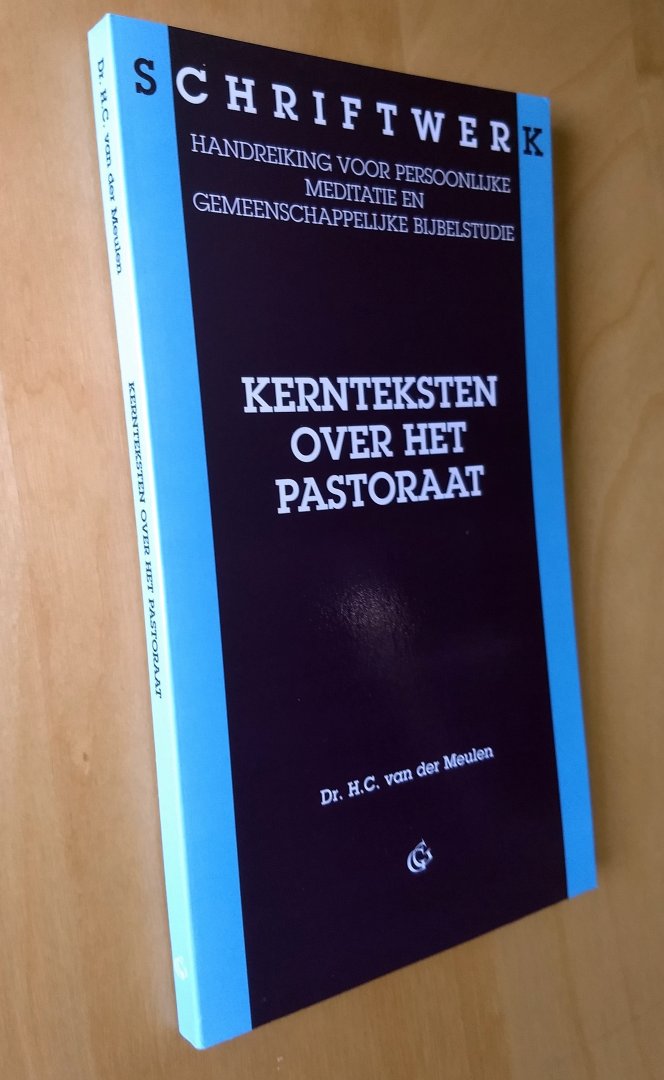 SCHRIFTWERK
HANDREIKING VOOR PERSOONLIJKE
MEDITATIE EN
GEMEENSCHAPPELIJKE BIJBELSTUDIE
KERNTEKSTEN
OVER HET
PASTORAAT
Dr. H.C. van der Meulen
Dr. H.C. van der Meulen
KERNTEKSTEN OVER HET PASTORAAT